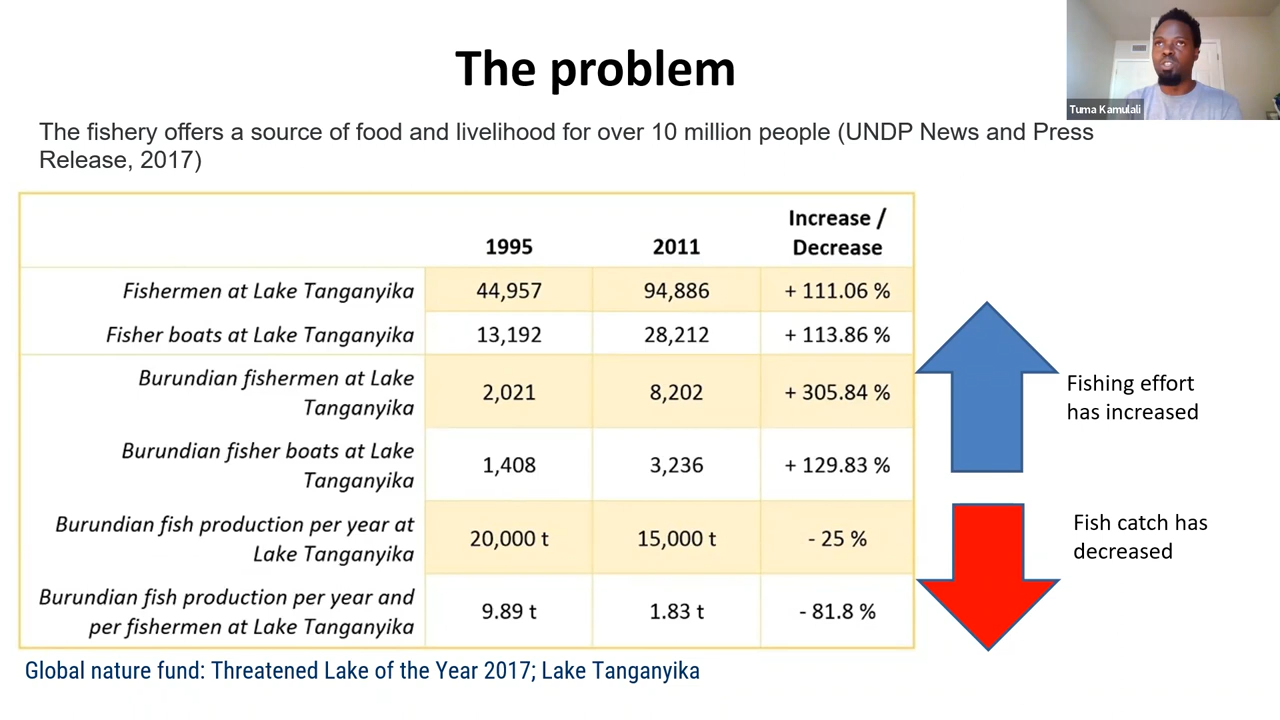 The problem
Tuma Kamulali
The fishery offers a source of food and livelihood for over 10 million people (UNDP News and Press
Release, 2017)
1995 2011 Increase /
Decrease
Fishermen at Lake Tanganyika 44,957 94,886 + 111.06 %
Fisher boats at Lake Tanganyika 13,192 28,212 + 113.86 %
Burundian fishermen at Lake
Tanganyika 2,021 8,202 + 305.84 %
Burundian fisher boats at Lake
Tanganyika 1,408 3,236 + 129.83 %
Burundian fish production per year at
Lake Tanganyika 20,000 t 15,000 t - 25 %
Burundian fish production per year and
per fishermen at Lake Tanganyika 9.89 t 1.83 t - 81.8 %
Fishing effort
has increased
Fish catch has
decreased
Global nature fund: Threatened Lake of the Year 2017; Lake Tanganyika